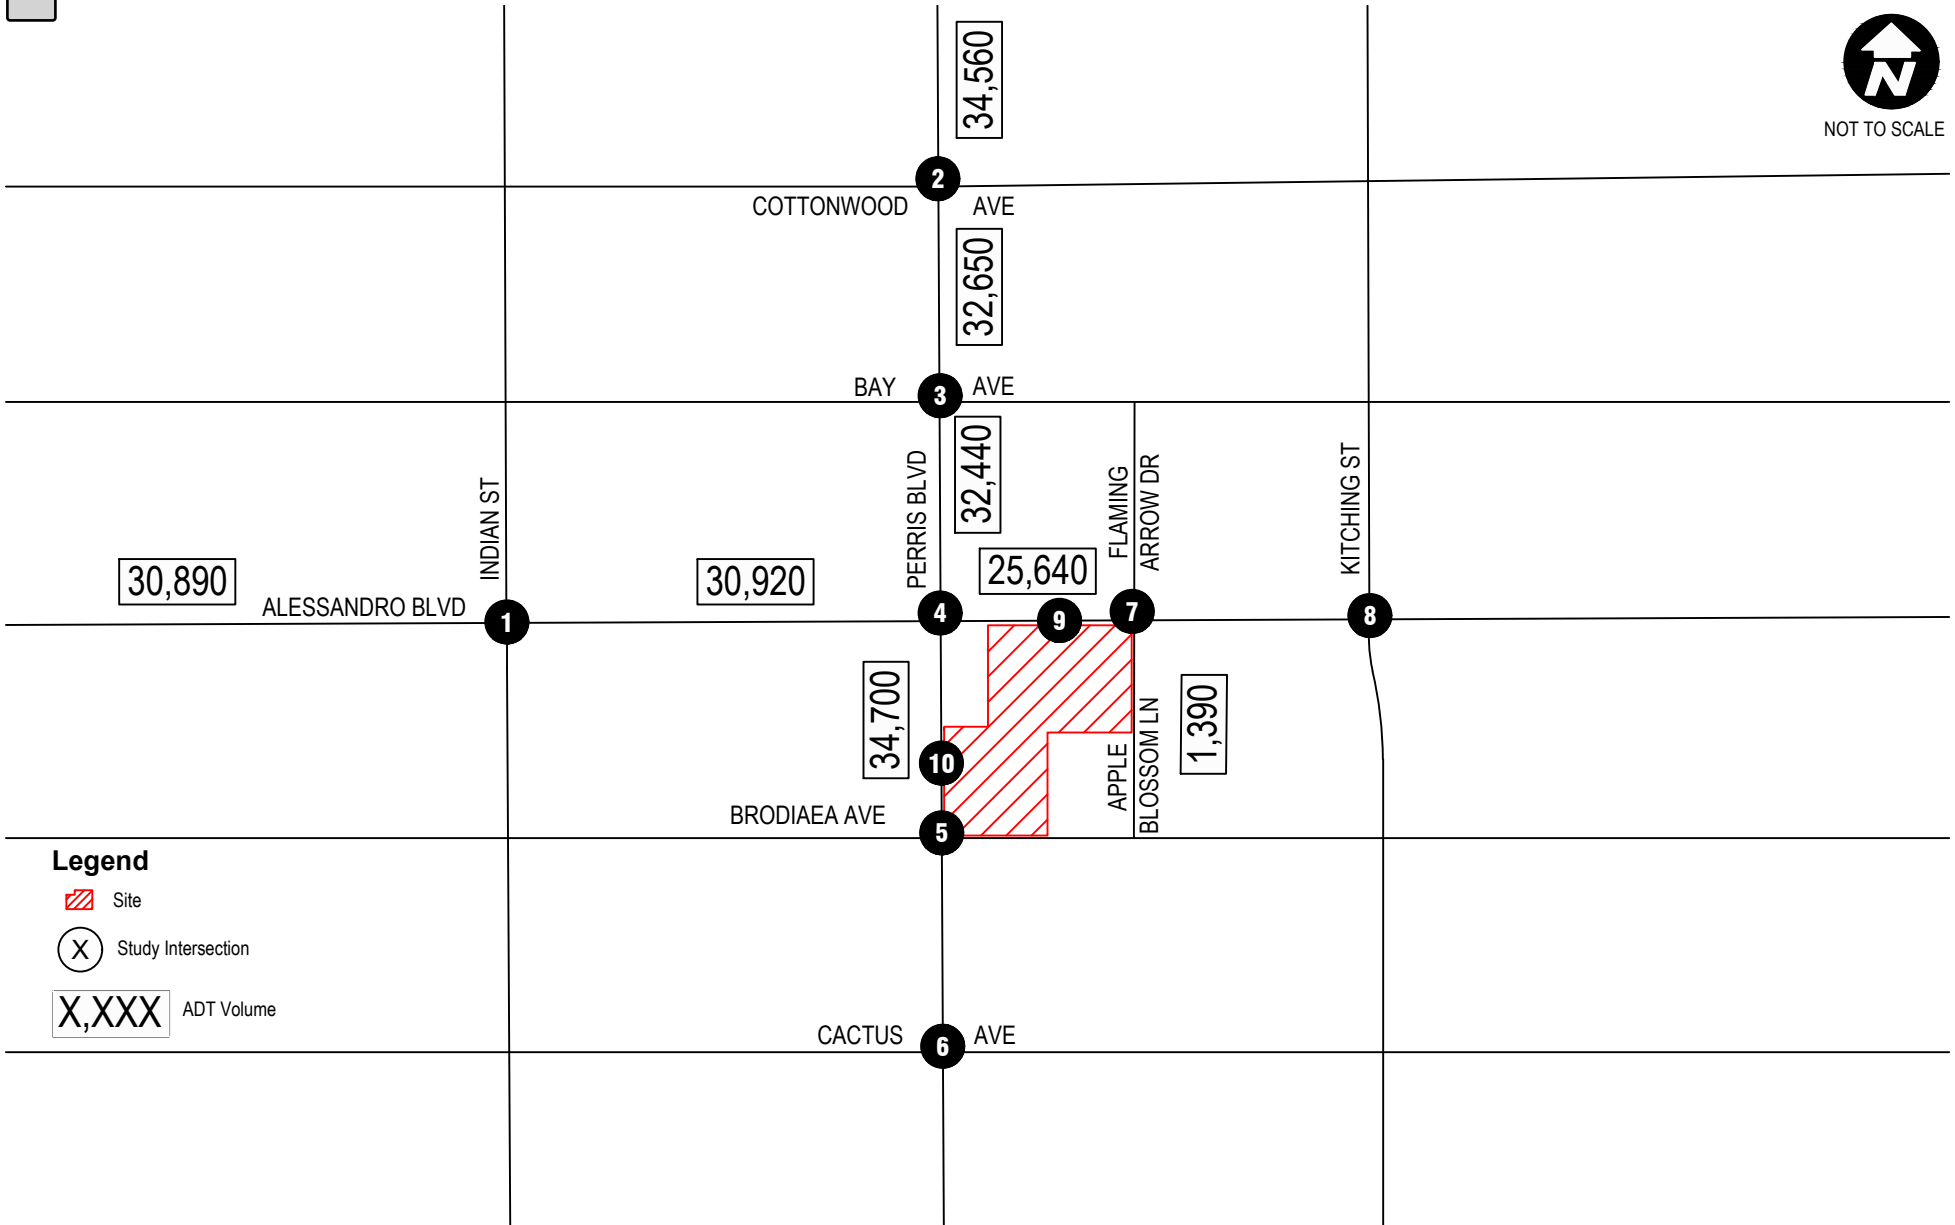 34,560
N
NOT TO SCALE
2
COTTONWOOD AVE
32,650
BAY AVE
3
32,440
INDIAN ST
PERRIS BLVD
FLAMING
ARROW DR
KITCHING ST
30,890
30,920
25,640
ALESSANDRO BLVD
1
4
9
7
8
34,700
10
APPLE
BLOSSOM LN
1,390
BRODIAEA AVE
5
Legend
Site
X Study Intersection
X,XXX ADT Volume
CACTUS AVE
6